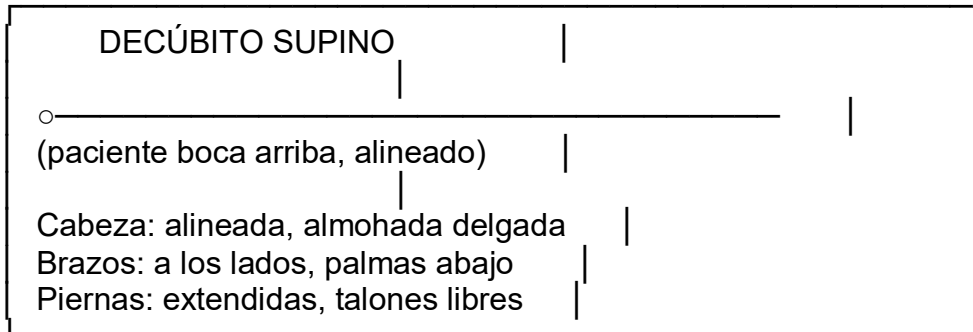 DECÚBITO SUPINO
(paciente boca arriba, alineado)
Cabeza: alineada, almohada delgada
Brazos: a los lados, palmas abajo
Piernas: extendidas, talones libres